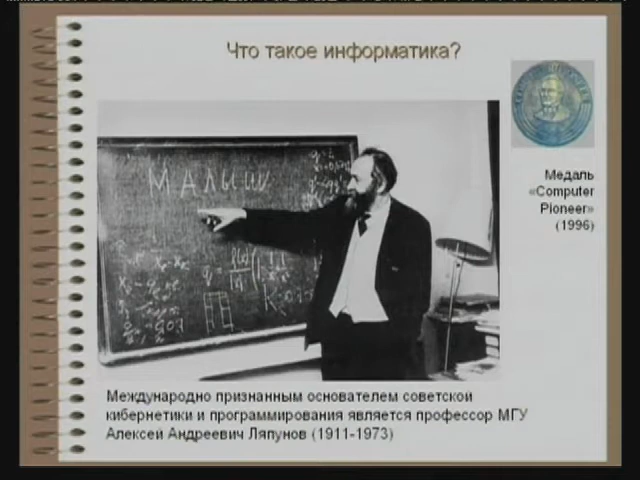 Что такое информатика?
МАЛЫШ
Медаль
«Computer
Pioneer»
(1996)
Международно признанным основателем советской
кибернетики и программирования является профессор МГУ
Алексей Андреевич Ляпунов (1911-1973)